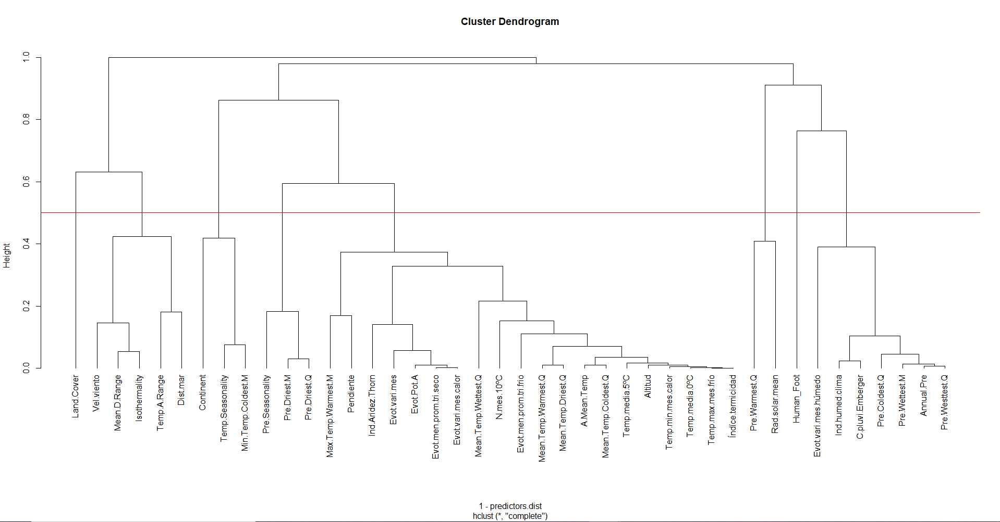 Cluster Dendrogram
Height
1.0
0.8
0.6
0.4
0.2
0.0
Land.Cover
Vel.viento
Mean.D.Range
Isothermality
Temp.A.Range
Dist.mar
Continent
Temp.Seasonality
Min.Temp.Coldest.M
Pre.Seasonality
Pre.Driest.M
Pre.Driest.Q
Max.Temp.Warmest.M
Pendiente
Ind.Aridez.Thorn
Evot.vari.mes
Evot.Pot.A
Evot.men.prom.tri.seco
Evot.vari.mes.calor
Mean.Temp.Wettest.Q
N.mes.10ºC
Evot.men.prom.tri.frio
Mean.Temp.Warmest.Q
Mean.Temp.Driest.Q
A.Mean.Temp
Mean.Temp.Coldest.Q
Temp.media.5ºC
Altitud
Temp.min.mes.calor
Temp.media.0ºC
Temp.max.mes.frío
Índice.termicidad
Pre.Warmest.Q
Rad.solar.mean
Human_Foot
Evot.vari.mes.húmedo
Ind.humed.clima
C.pluvi.Emberger
Pre.Coldest.Q
Pre.Wettest.M
Annual.Pre
Pre.Westtest.Q
1 - predictors.dist
hclust (*, "complete")